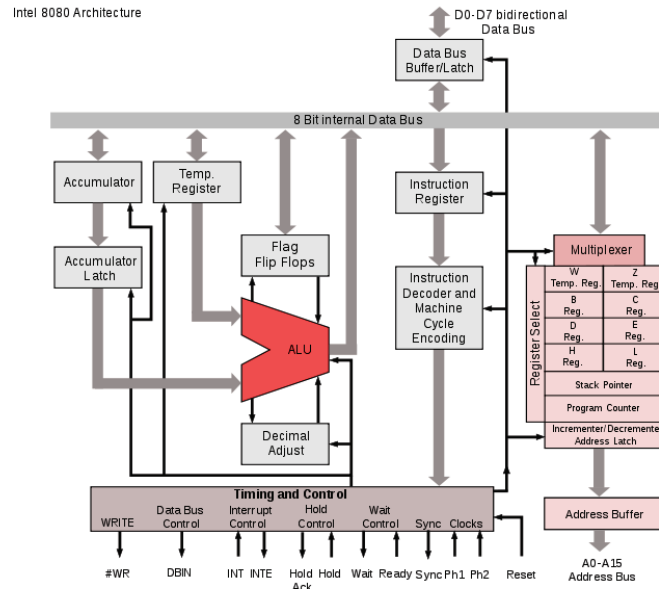 Intel 8080 Architecture
D0-D7 bidirectional
Data Bus
Data Bus
Buffer/Latch
8 Bit internal Data Bus
Accumulator
Temp.
Register
Instruction
Register
Accumulator
Latch
Flag
Flip Flops
Instruction
Decoder and
Machine
Cycle
Encoding
ALU
Decimal
Adjust
Multiplexer
Register Select
W
Temp. Reg.
Z
Temp. Reg.
B
Reg.
C
Reg.
D
Reg.
E
Reg.
H
Reg.
L
Reg.
Stack Pointer
Program Counter
Incrementer/Decremente
Address Latch
Address Buffer
A0-A15
Address Bus
Timing and Control
WRITE
Data Bus
Control
Interrupt
Control
Hold
Control
Wait
Control
Sync
Clocks
#WR
DBIN
INT
INTE
Hold
Ack
Hold
Wait
Ready
Sync
Ph1
Ph2
Reset